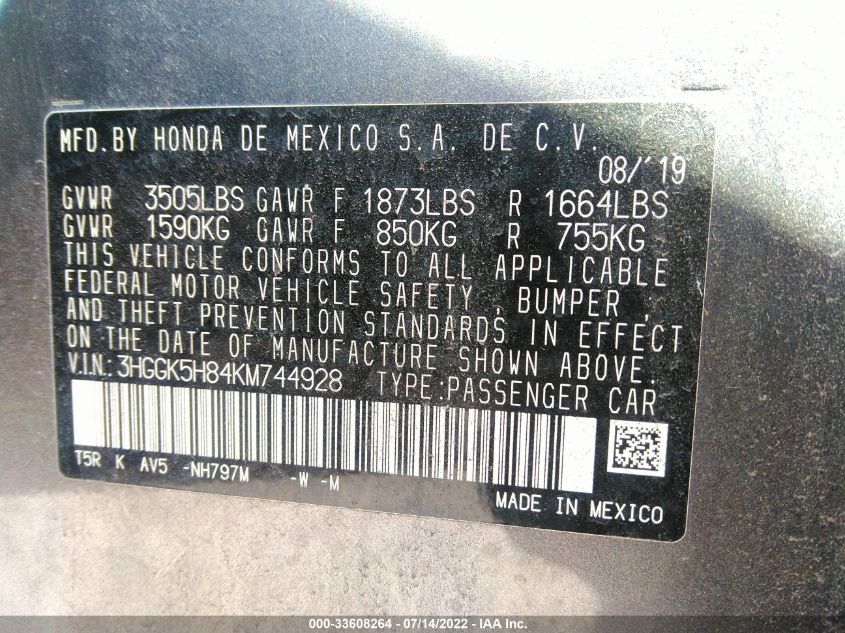 MFD.BY HONDA DE MEXICO S.A. DE C.V.
08/'19
GVWR 3505LBS GAWR F 1873LBS R 1664LBS
GVWR 1590KG GAWR F 850KG R 755KG
THIS VEHICLE CONFORMS TO ALL APPLICABLE
FEDERAL MOTOR VEHICLE SAFETY, BUMPER,
AND THEFT PREVENTION STANDARDS IN EFFECT
ON THE DATE OF MANUFACTURE SHOWN ABOVE.
V.I.N.: 3HGGK5H84KM744928 TYPE:PASSENGER CAR
T5R K AV5 -NH797M -W -M
MADE IN MEXICO
000-33608264 - 07/14/2022 - IAA Inc.